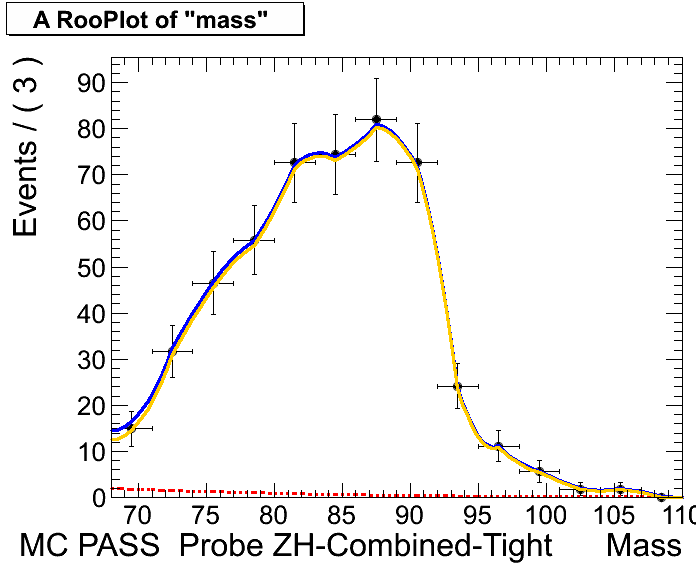 A RooPlot of "mass"
Events / ( 3 )
90
80
70
60
50
40
30
20
10
0
70 75 80 85 90 95 100 105 110
MC PASS Probe ZH-Combined-Tight Mass